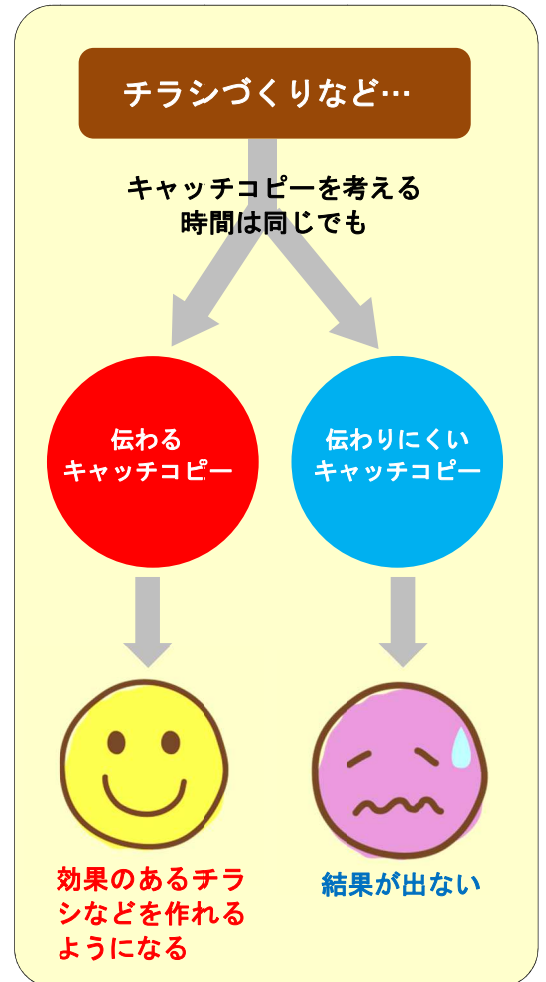 チラシづくりなど…
キャッチコピーを考える
時間は同じでも
伝わる
キャッチコピー
伝わりにくい
キャッチコピー
効果のあるチラ
シなどを作れる
ようになる
結果が出ない